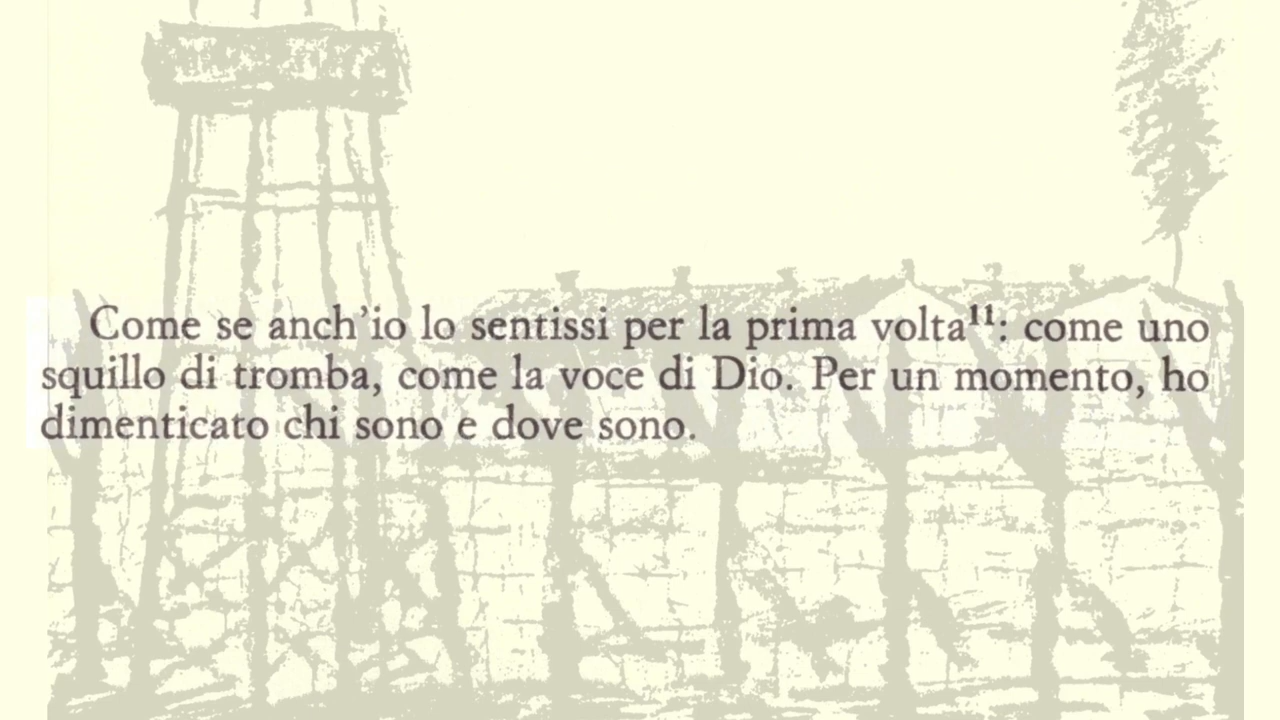 Come se anch’io lo sentissi per la prima volta¹¹: come uno
squillo di tromba, come la voce di Dio. Per un momento, ho
dimenticato chi sono e dove sono.